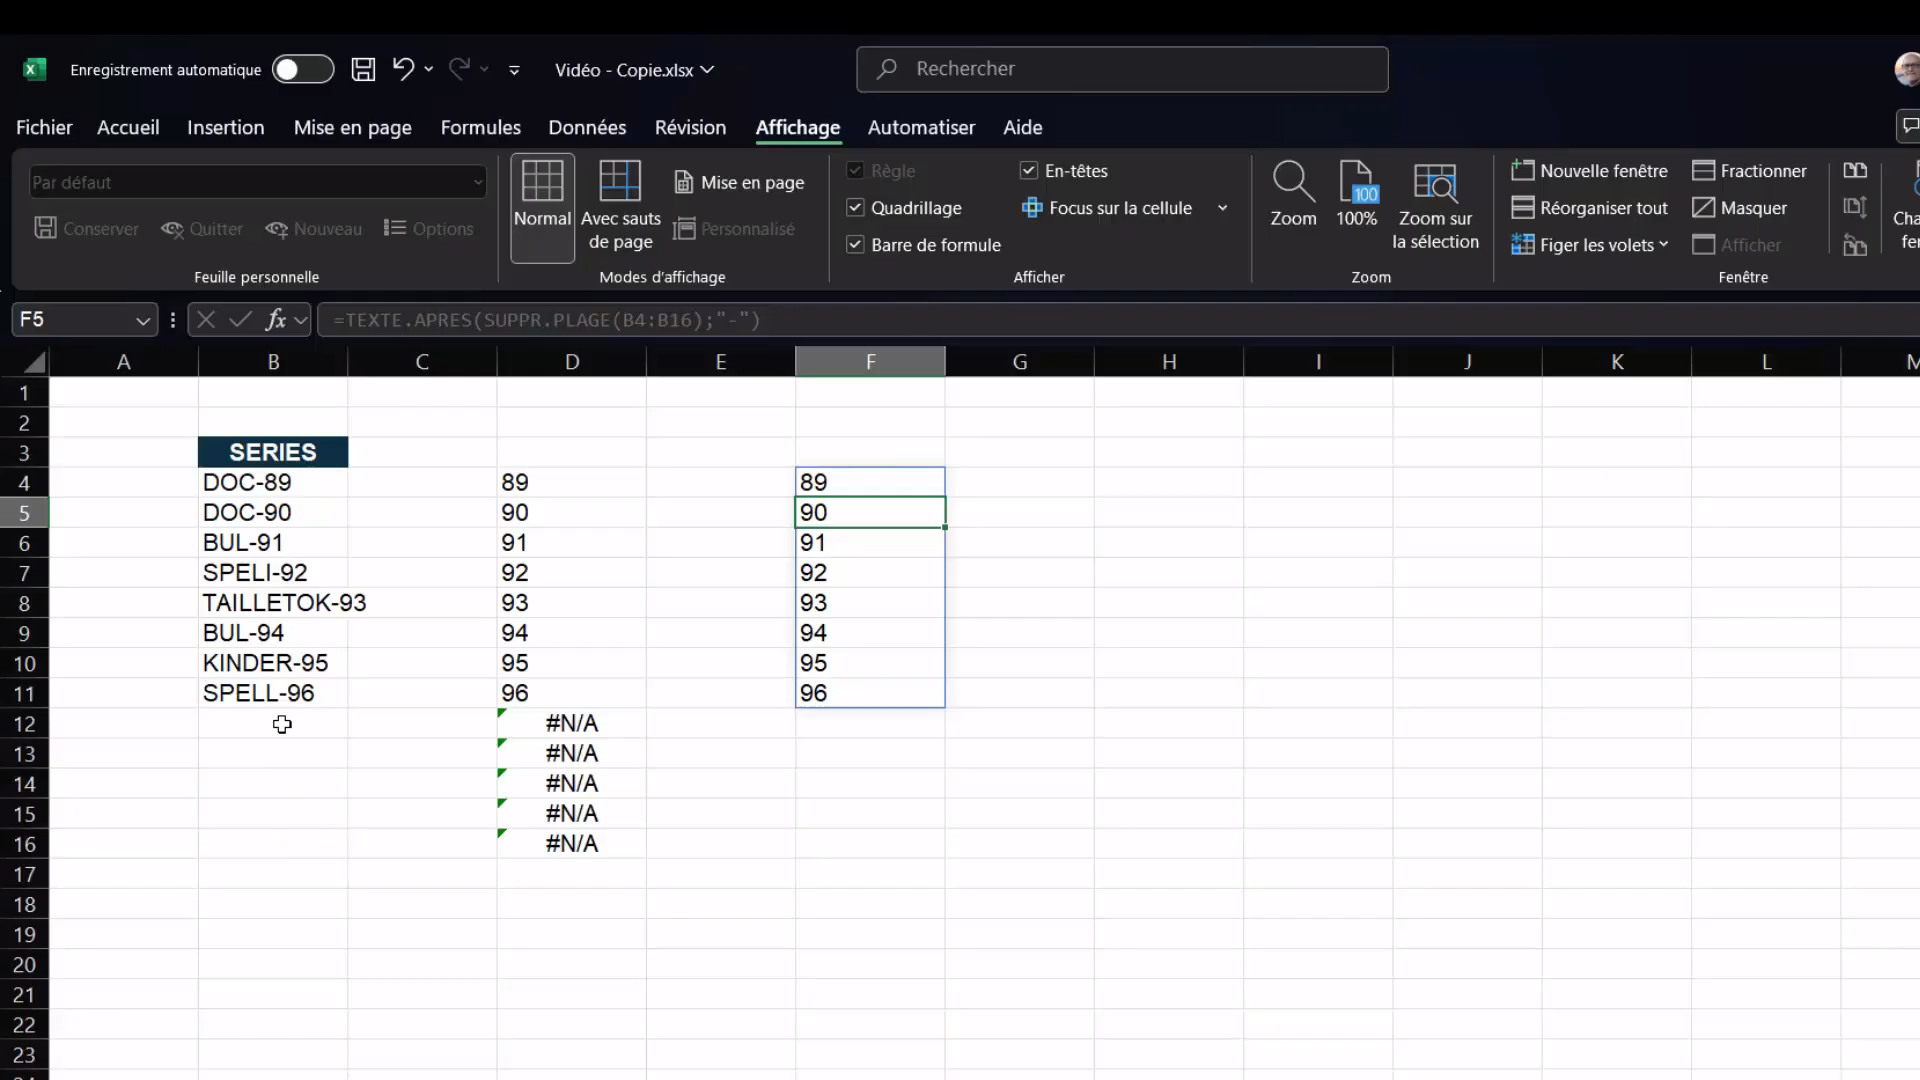 Enregistrement automatique Vidéo - Copie.xlsx Rechercher
Fichier Accueil Insertion Mise en page Formules Données Révision Affichage Automatiser Aide
Par défaut
Conserver Quitter Nouveau Options
Feuille personnelle
Normal
Avec sauts
de page
Mise en page
Personnalisé
Modes d'affichage
Règle
En-têtes
Quadrillage
Focus sur la cellule
Barre de formule
Afficher
Zoom
100
100%
Zoom sur
la sélection
Zoom
Nouvelle fenêtre
Réorganiser tout
Figer les volets
Fractionner
Masquer
Afficher
Fenêtre
F5 fx =TEXTE.APRES(SUPPR.PLAGE(B4:B16);"-")
A B C D E F G H I J K L M
1
2
3 SERIES
4 DOC-89 89 89
5 DOC-90 90 90
6 BUL-91 91 91
7 SPELI-92 92 92
8 TAILLETOK-93 93 93
9 BUL-94 94 94
10 KINDER-95 95 95
11 SPELL-96 96 96
12 #N/A
13 #N/A
14 #N/A
15 #N/A
16 #N/A
17
18
19
20
21
22
23